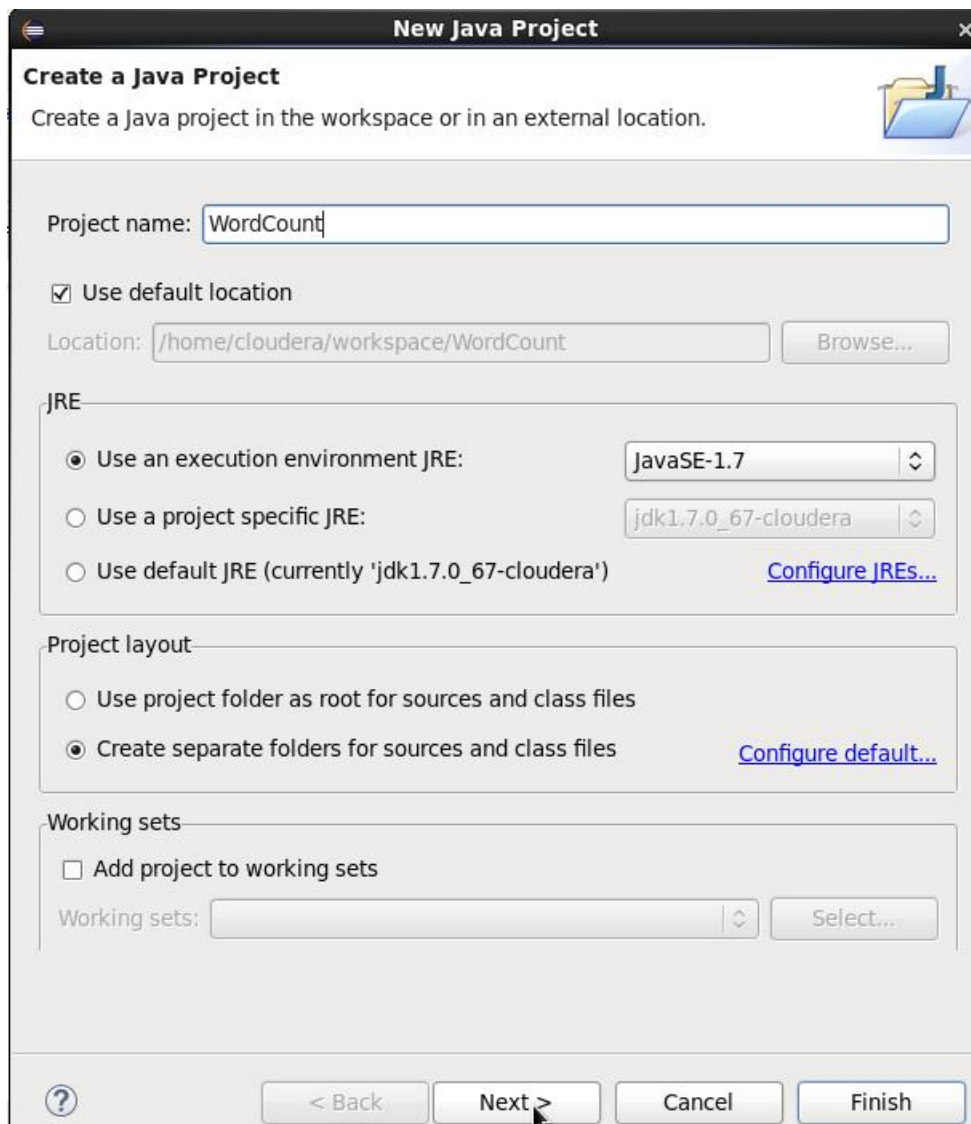 New Java Project
Create a Java Project
Create a Java project in the workspace or in an external location.
Project name: WordCount
Use default location
Location: /home/cloudera/workspace/WordCount Browse...
JRE
Use an execution environment JRE: JavaSE-1.7
Use a project specific JRE: jdk1.7.0_67-cloudera
Use default JRE (currently 'jdk1.7.0_67-cloudera') Configure JREs...
Project layout
Use project folder as root for sources and class files
Create separate folders for sources and class files Configure default...
Working sets
Add project to working sets
Working sets: Select...
? < Back Next > Cancel Finish